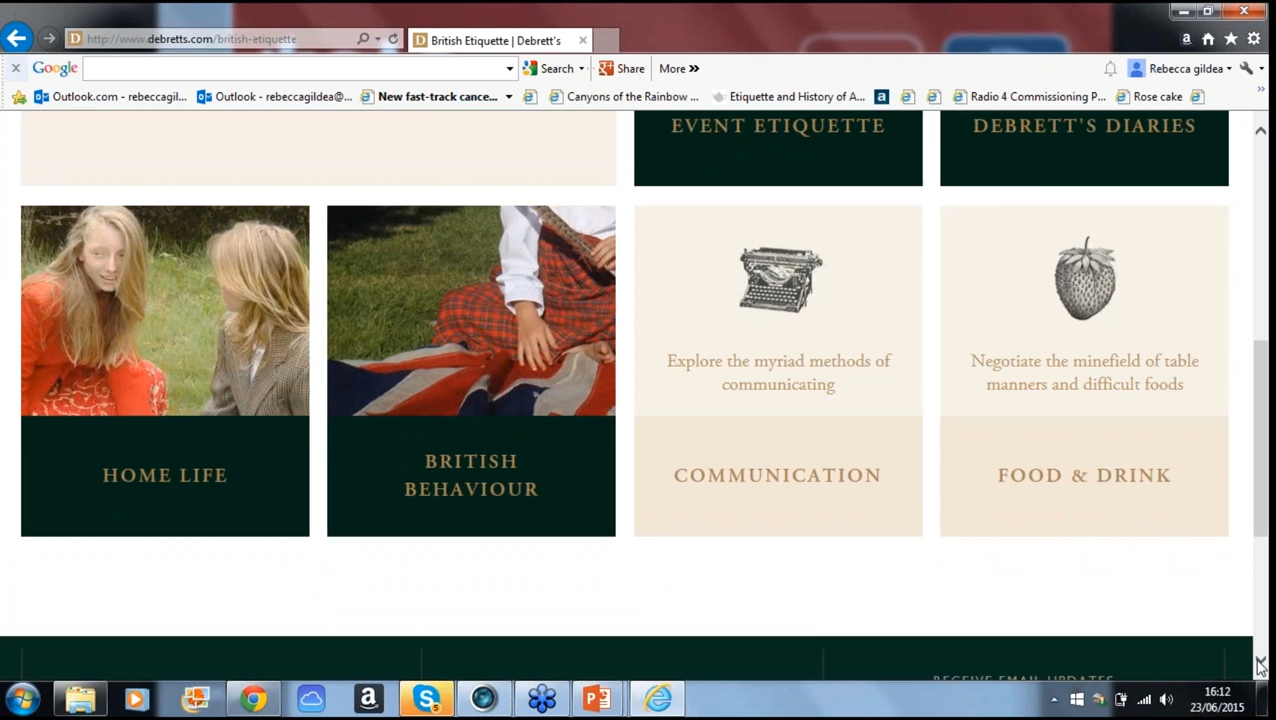 http://www.debretts.com/british-etiquette
British Etiquette | Debrett's
Google
Search
Share
More
Rebecca gildea
Outlook.com - rebeccagil...
Outlook - rebeccagildea@...
New fast-track cance...
Canyons of the Rainbow ...
Etiquette and History of A...
Radio 4 Commissioning P...
Rose cake
EVENT ETIQUETTE
DEBRETT'S DIARIES
Explore the myriad methods of
communicating
Negotiate the minefield of table
manners and difficult foods
HOME LIFE
BRITISH
BEHAVIOUR
COMMUNICATION
FOOD & DRINK
RECEIVE EMAIL UPDATES
16:12
23/06/2015